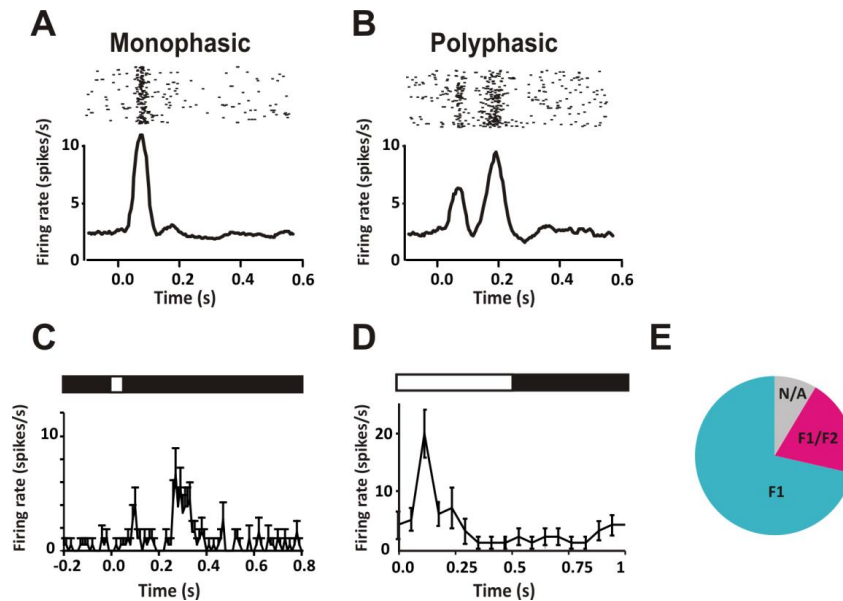 A
Monophasic
Firing rate (spikes/s)
10
5
0
0.0 0.2 0.4 0.6
Time (s)
B
Polyphasic
Firing rate (spikes/s)
10
5
0
0.0 0.2 0.4 0.6
Time (s)
C
Firing rate (spikes/s)
10
0
-0.2 0.0 0.2 0.4 0.6 0.8
Time (s)
D
Firing rate (spikes/s)
20
10
0
0.0 0.25 0.5 0.75 1
Time (s)
E
N/A
F1/F2
F1